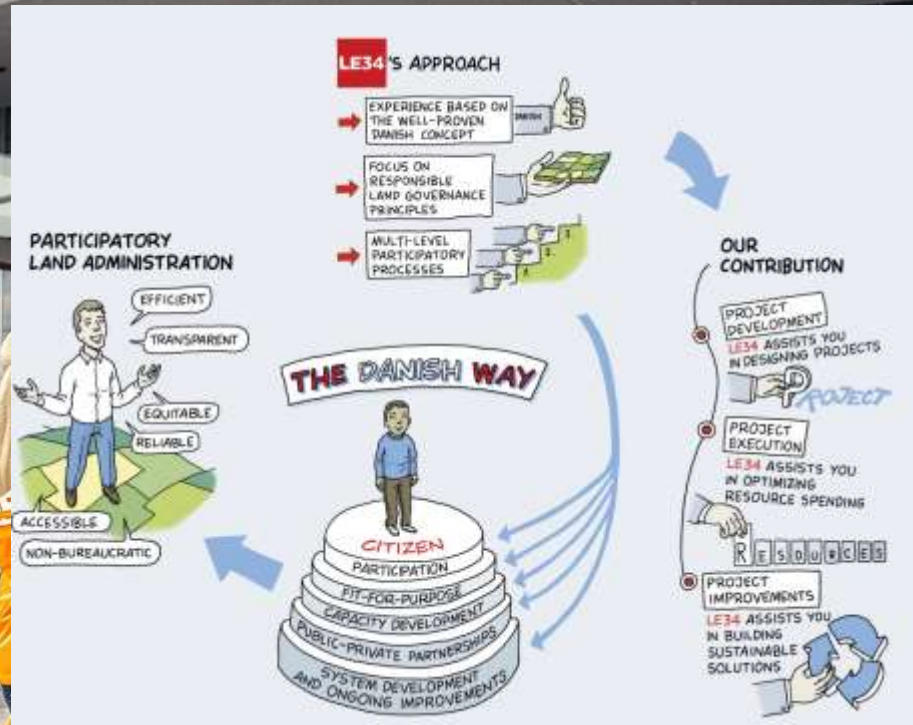 LE34'S APPROACH
EXPERIENCE BASED ON
THE WELL-PROVEN
DANISH CONCEPT
DANISH
FOCUS ON
RESPONSIBLE
LAND GOVERNANCE
PRINCIPLES
MULTI-LEVEL
PARTICIPATORY
PROCESSES
1.
2.
3.
PARTICIPATORY
LAND ADMINISTRATION
EFFICIENT
TRANSPARENT
EQUITABLE
RELIABLE
ACCESSIBLE
NON-BUREAUCRATIC
THE DANISH WAY
CITIZEN
PARTICIPATION
FIT-FOR-PURPOSE
CAPACITY DEVELOPMENT
PUBLIC-PRIVATE PARTNERSHIPS
SYSTEM DEVELOPMENT
AND ONGOING IMPROVEMENTS
OUR
CONTRIBUTION
PROJECT
DEVELOPMENT
LE34 ASSISTS YOU
IN DESIGNING PROJECTS
PROJECT
PROJECT
EXECUTION
LE34 ASSISTS YOU
IN OPTIMIZING
RESOURCE SPENDING
RESOURCES
PROJECT
IMPROVEMENTS
LE34 ASSISTS YOU
IN BUILDING
SUSTAINABLE
SOLUTIONS